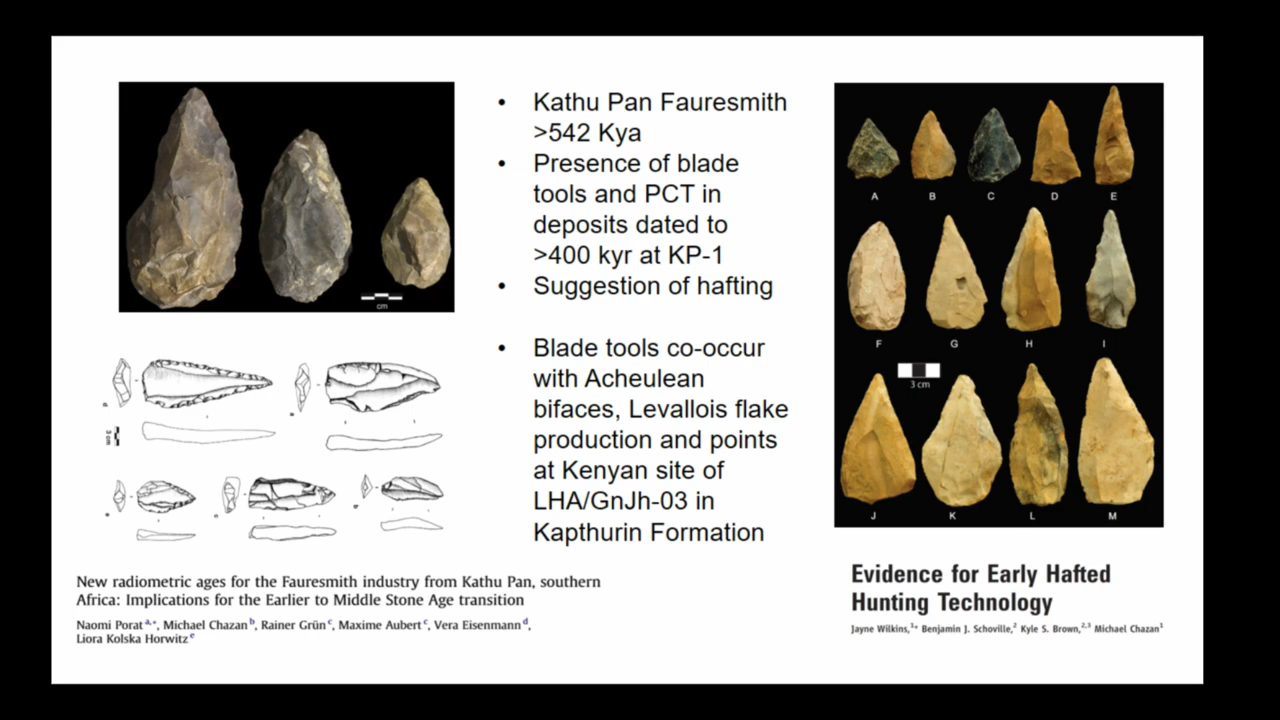 cm
• Kathu Pan Fauresmith
>542 Kya
• Presence of blade
tools and PCT in
deposits dated to
>400 kyr at KP-1
• Suggestion of hafting
• Blade tools co-occur
with Acheulean
bifaces, Levallois flake
production and points
at Kenyan site of
LHA/GnJh-03 in
Kapthurin Formation
A B C D E
F G H I
3 cm
J K L M
3 cm
New radiometric ages for the Fauresmith industry from Kathu Pan, southern
Africa: Implications for the Earlier to Middle Stone Age transition
Naomi Porat a,*, Michael Chazan b, Rainer Grün c, Maxime Aubert c, Vera Eisenmann d,
Liora Kolska Horwitz e
Evidence for Early Hafted
Hunting Technology
Jayne Wilkins,1* Benjamin J. Schoville,2 Kyle S. Brown,2,3 Michael Chazan1